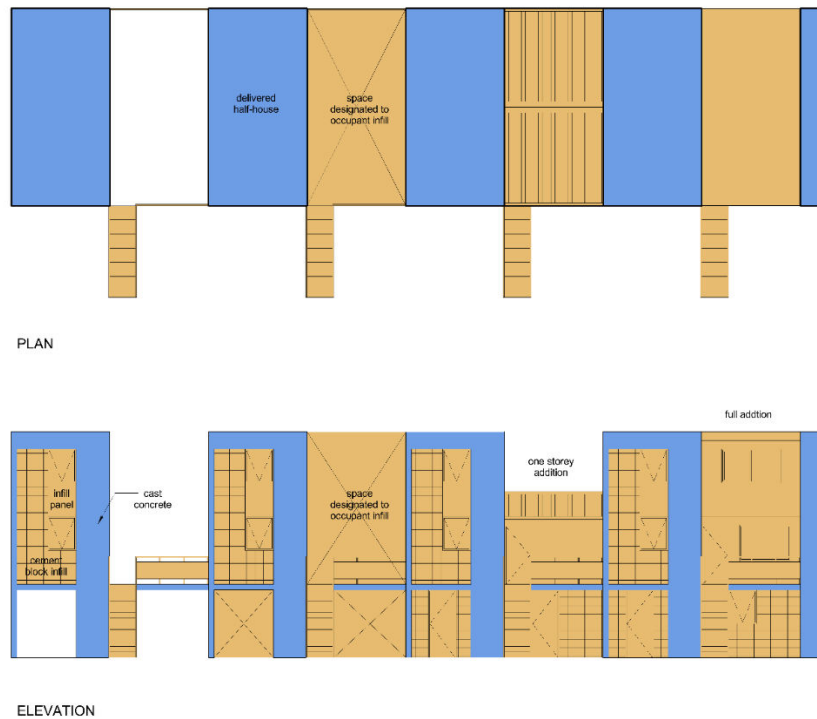 delivered
half-house
space
designated to
occupant infill
PLAN
full addtion
one storey
addition
infill
panel
cast
concrete
space
designated to
occupant infill
cement
block infill
ELEVATION